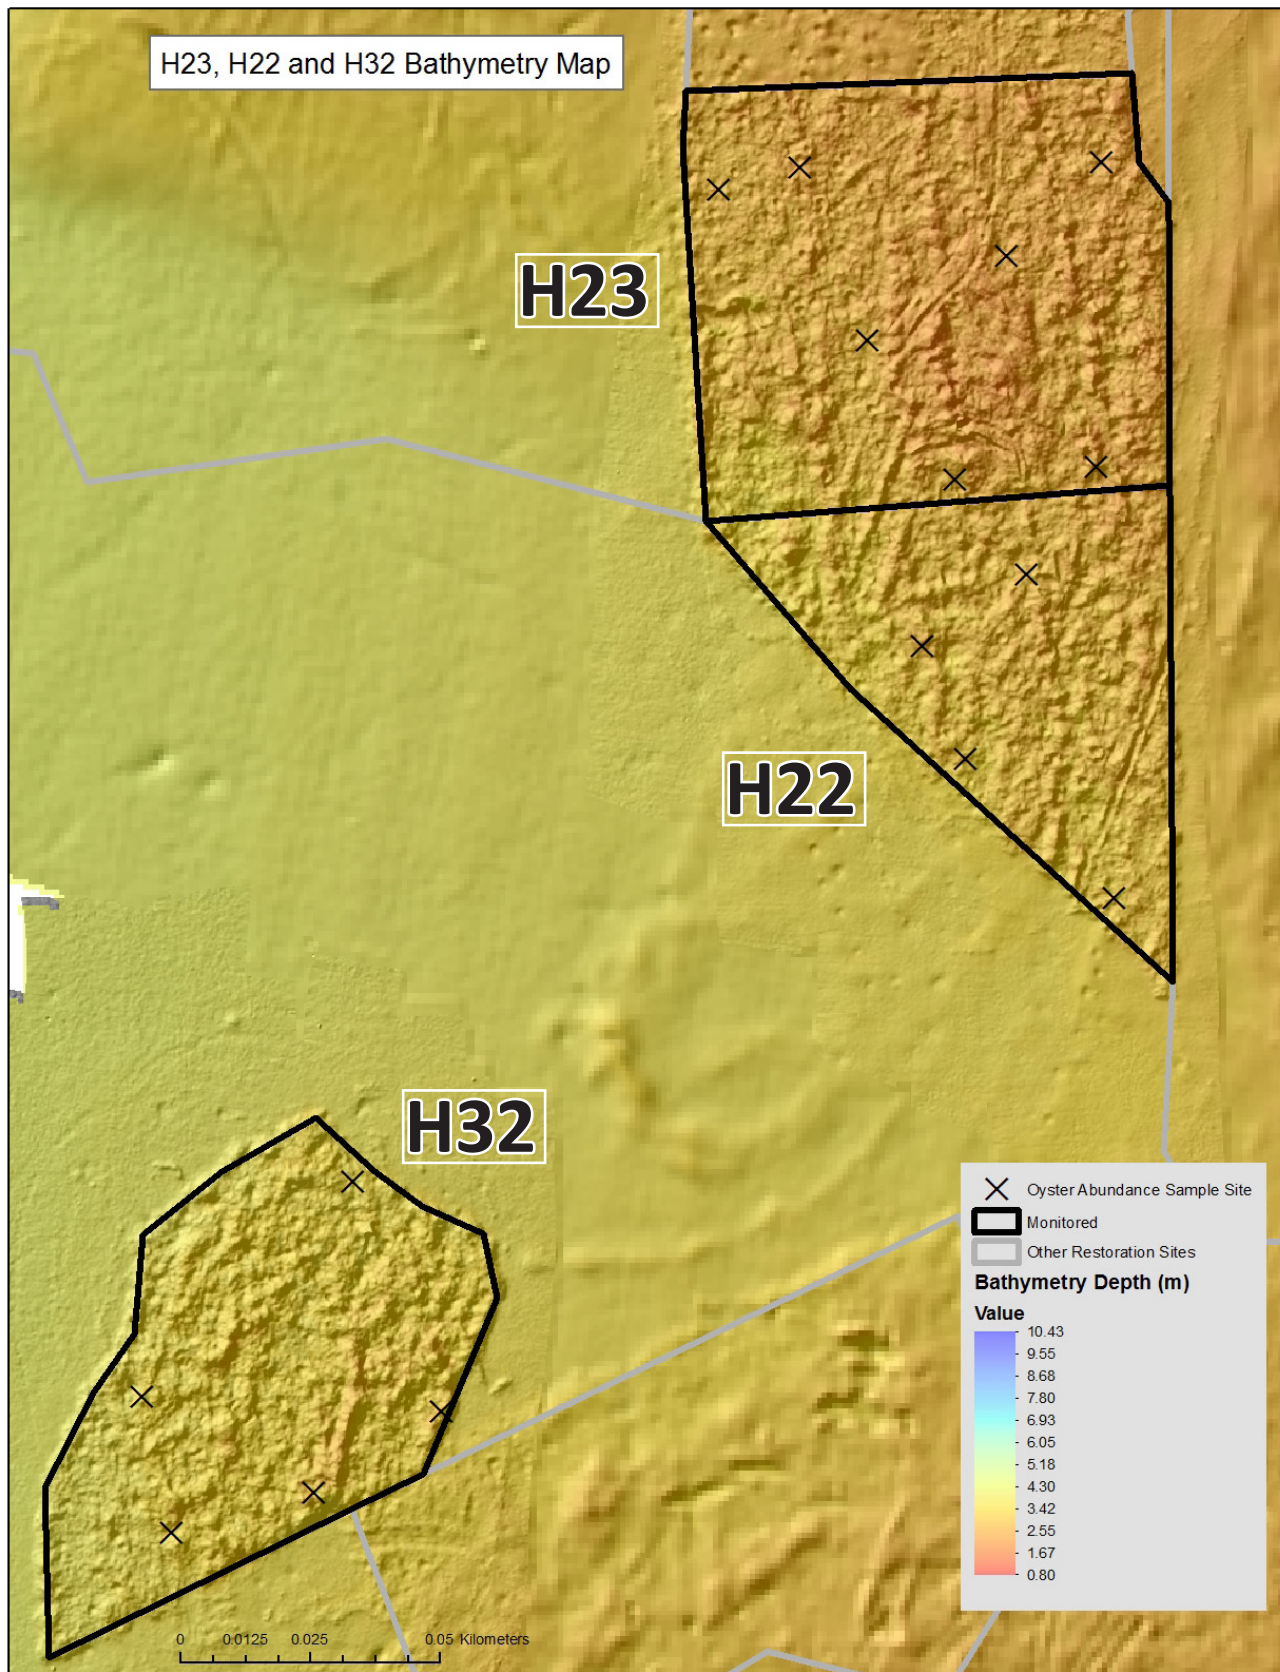 H23, H22 and H32 Bathymetry Map
H23
H22
H32
Oyster Abundance Sample Site
Monitored
Other Restoration Sites
Bathymetry Depth (m)
Value
10.43
9.55
8.68
7.80
6.93
6.05
5.18
4.30
3.42
2.55
1.67
0.80
0 0.0125 0.025 0.05 Kilometers